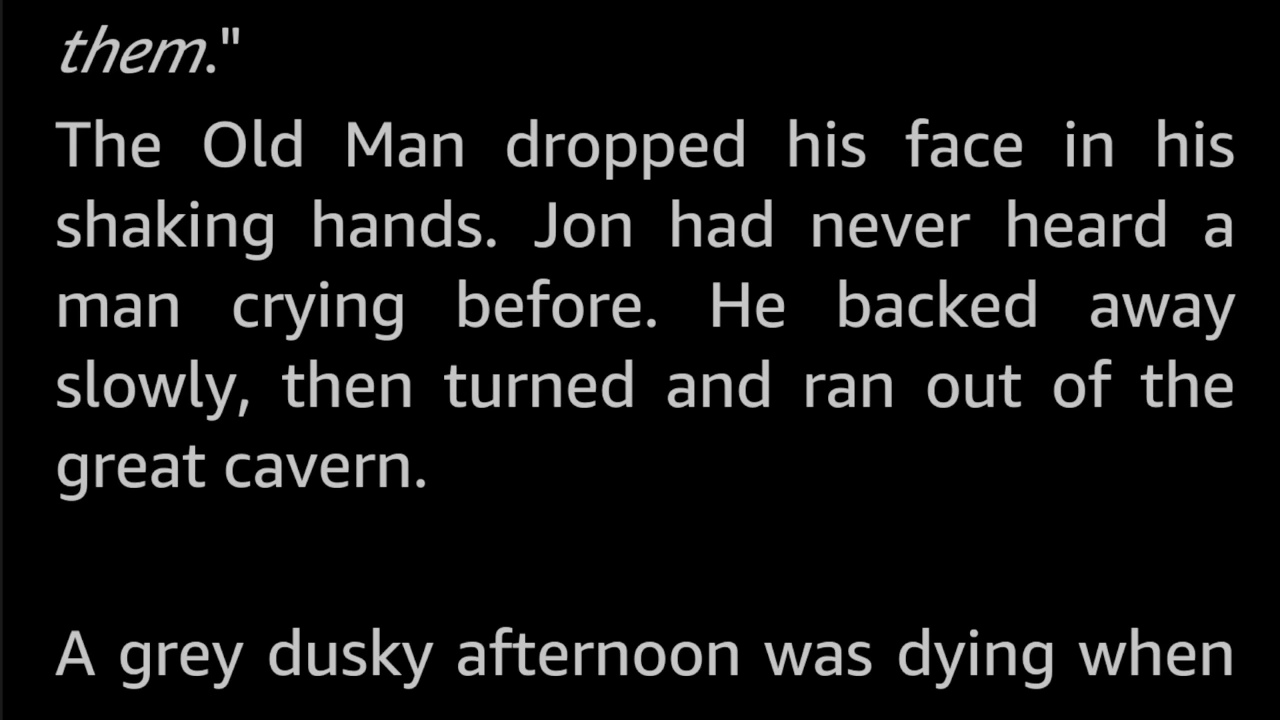 them."
The Old Man dropped his face in his
shaking hands. Jon had never heard a
man crying before. He backed away
slowly, then turned and ran out of the
great cavern.
A grey dusky afternoon was dying when